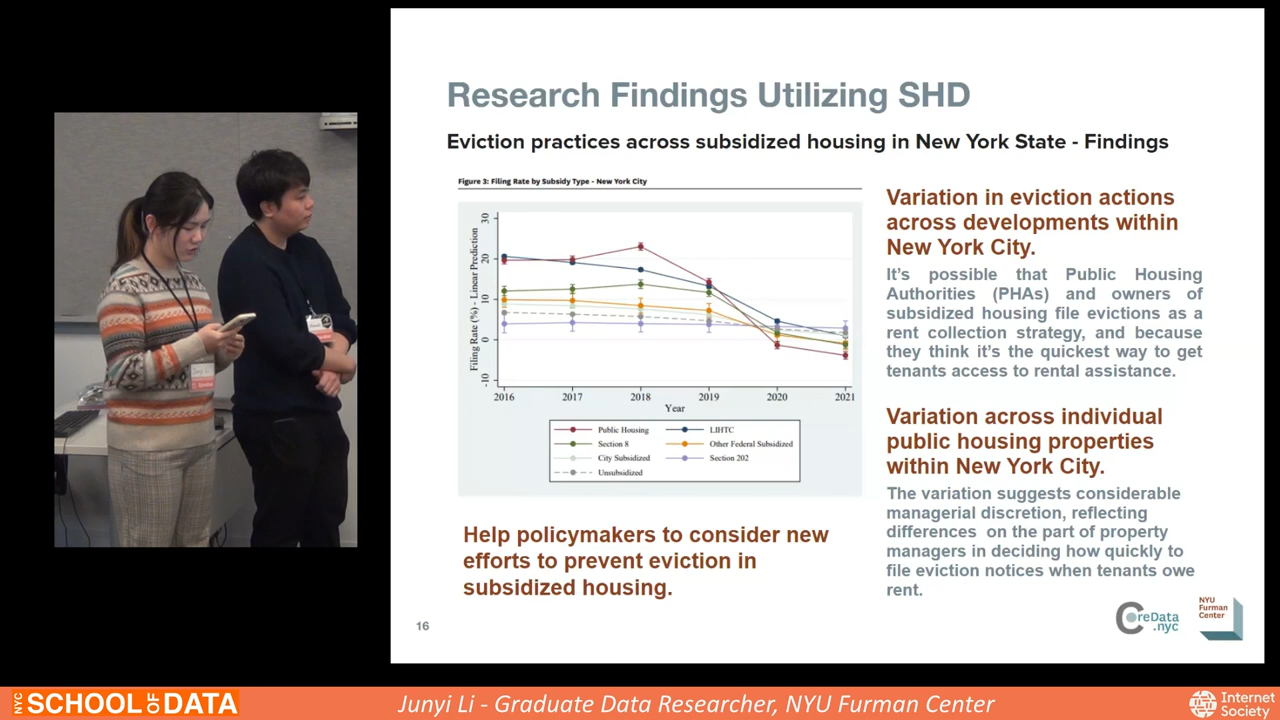 Research Findings Utilizing SHD
Eviction practices across subsidized housing in New York State - Findings
Figure 3: Filing Rate by Subsidy Type - New York City
Filing Rate (%) - Linear Prediction
30
20
10
0
-10
2016 2017 2018 2019 2020 2021
Year
Public Housing LIHTC
Section 8 Other Federal Subsidized
City Subsidized Section 202
Unsubsidized
Help policymakers to consider new
efforts to prevent eviction in
subsidized housing.
Variation in eviction actions
across developments within
New York City.
It's possible that Public Housing
Authorities (PHAs) and owners of
subsidized housing file evictions as a
rent collection strategy, and because
they think it's the quickest way to get
tenants access to rental assistance.
Variation across individual
public housing properties
within New York City.
The variation suggests considerable
managerial discretion, reflecting
differences on the part of property
managers in deciding how quickly to
file eviction notices when tenants owe
rent.
16
CoreData
.nyc
NYU
Furman
Center
NYC SCHOOL OF DATA
Junyi Li - Graduate Data Researcher, NYU Furman Center
Internet
Society